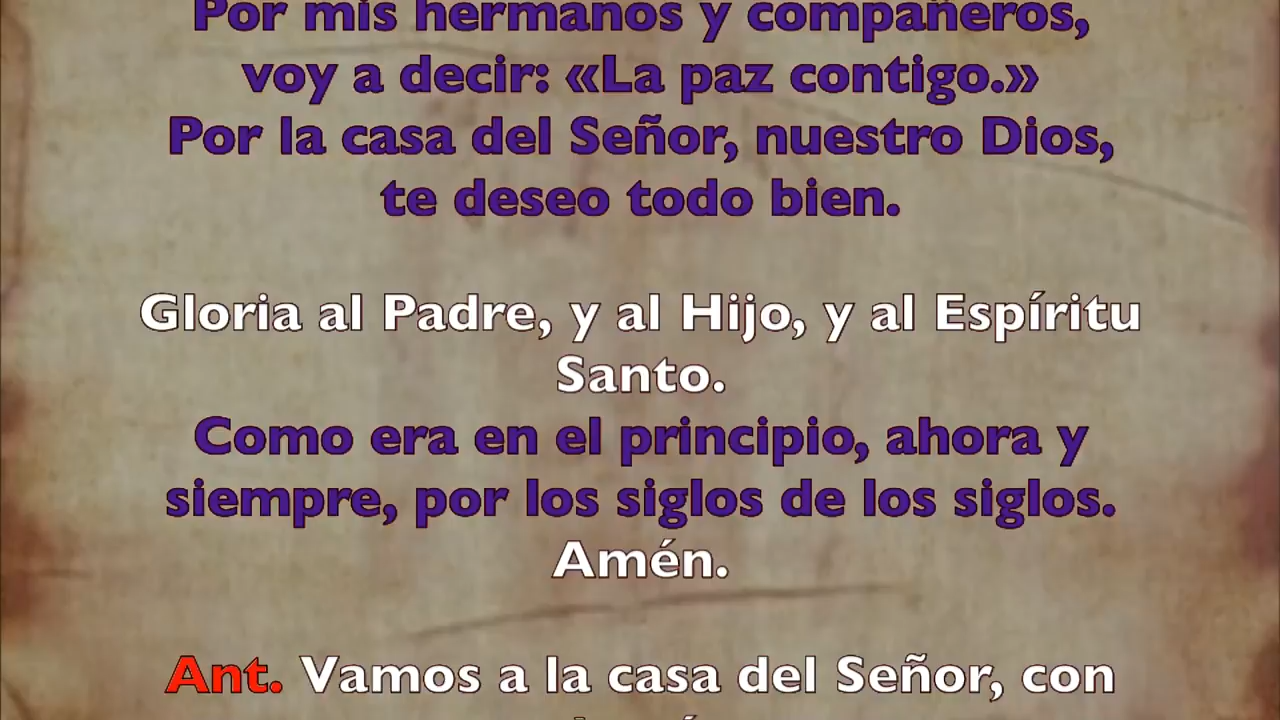 Por mis hermanos y compañeros,
voy a decir: «La paz contigo.»
Por la casa del Señor, nuestro Dios,
te deseo todo bien.
Gloria al Padre, y al Hijo, y al Espíritu
Santo.
Como era en el principio, ahora y
siempre, por los siglos de los siglos.
Amén.
Ant. Vamos a la casa del Señor, con